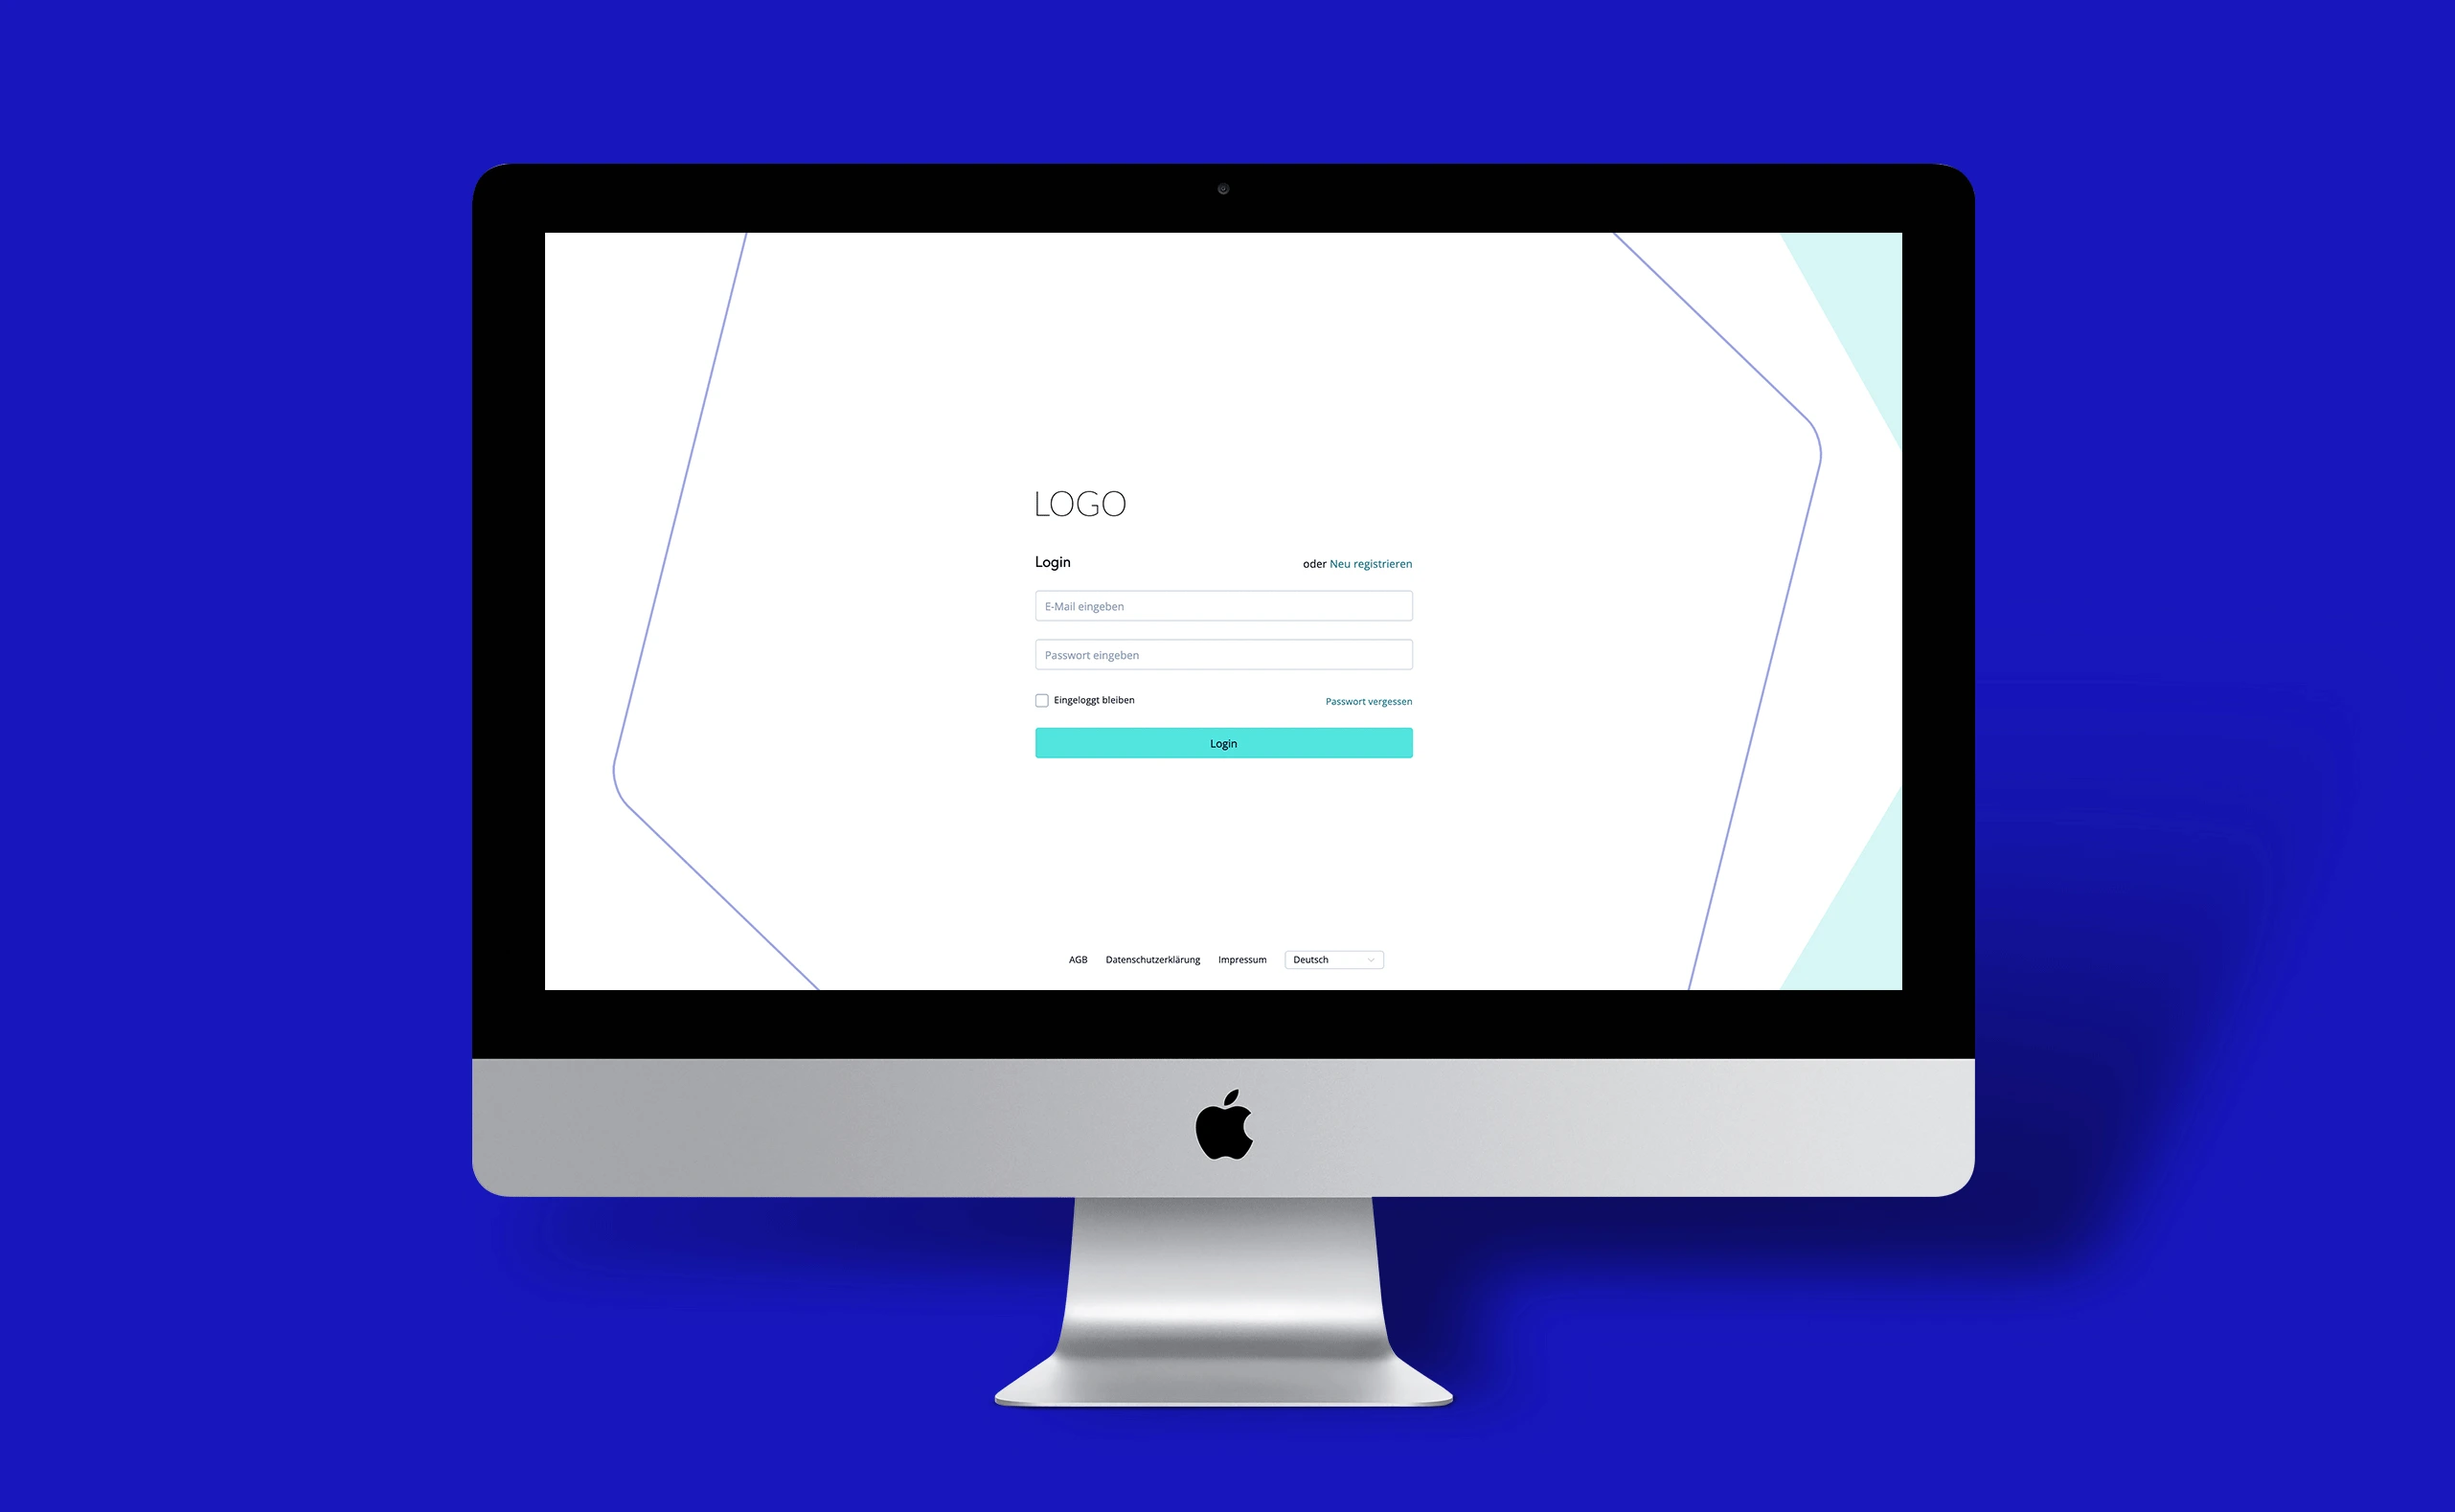 LOGO
Login
oder Neu registrieren
E-Mail eingeben
Passwort eingeben
Eingeloggt bleiben
Passwort vergessen
Login
AGB Datenschutzerklärung Impressum Deutsch